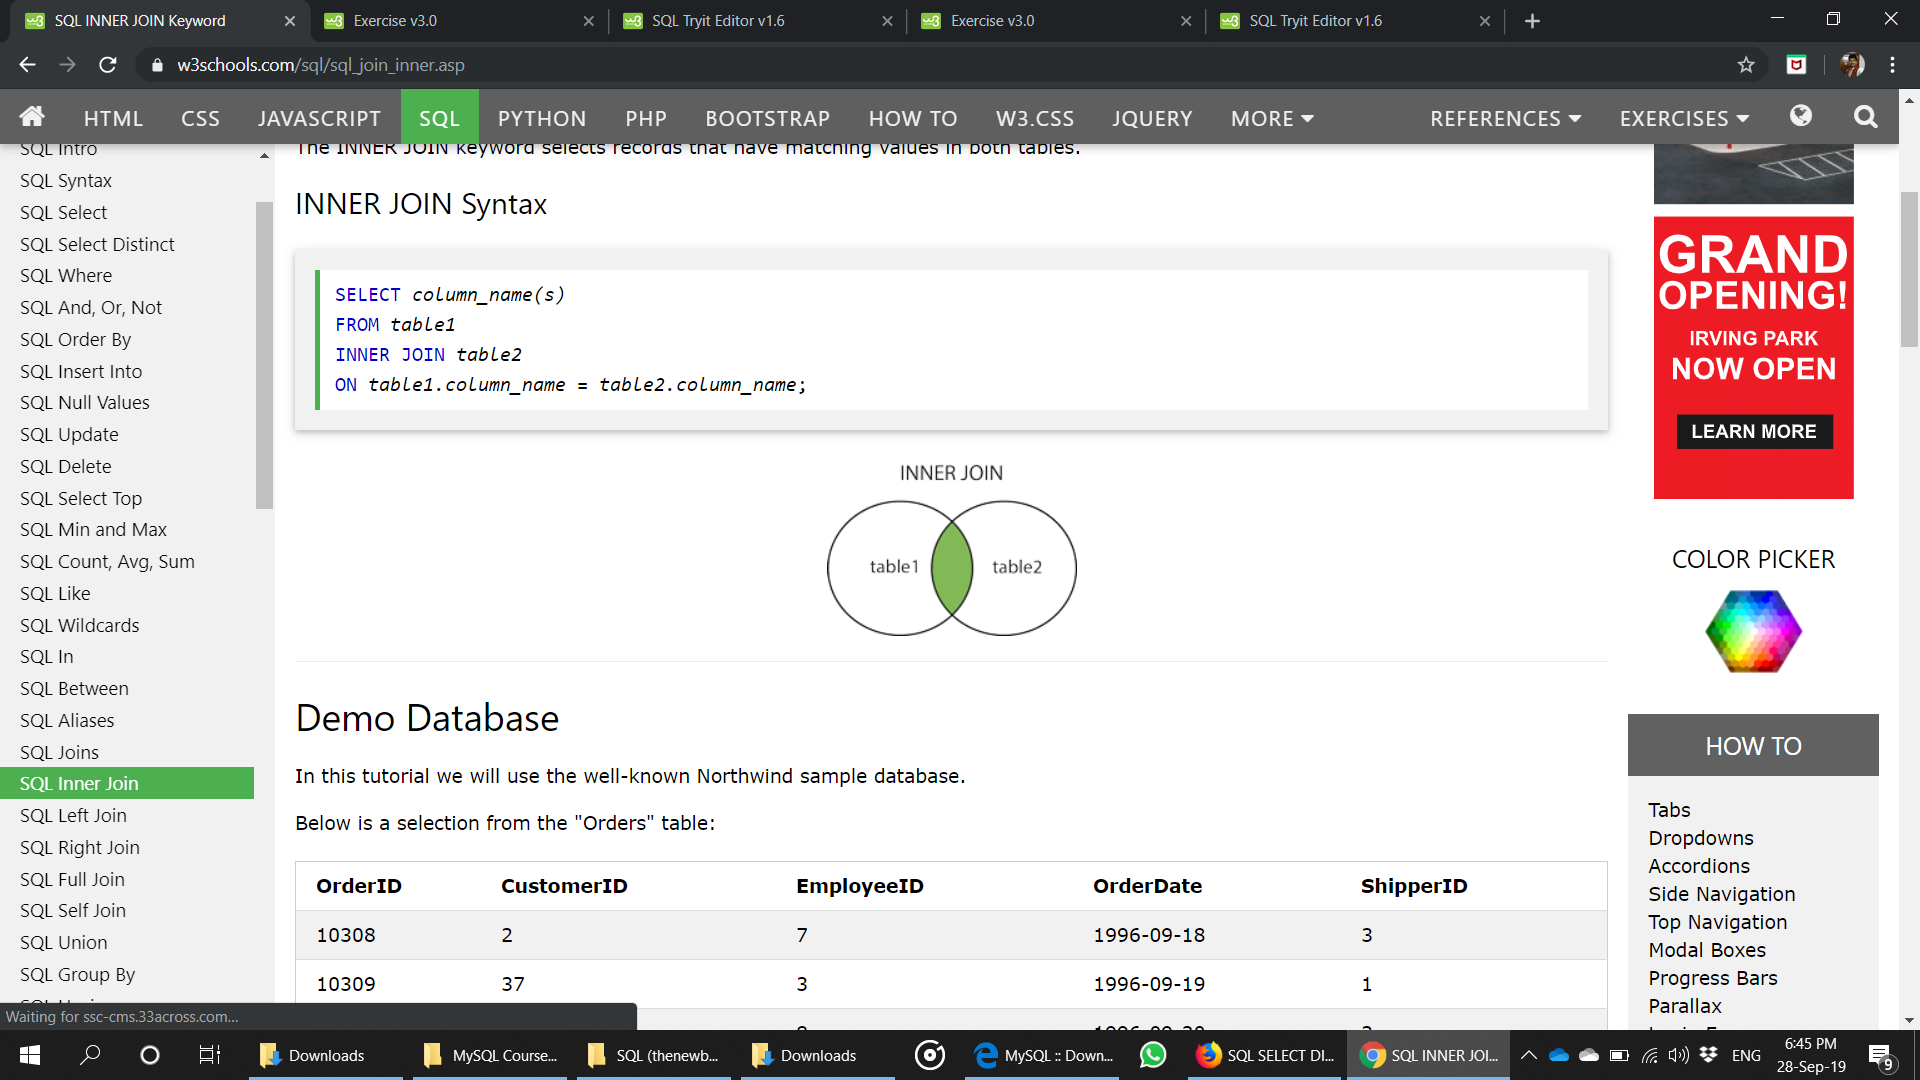 SQL INNER JOIN Keyword
Exercise v3.0
SQL Tryit Editor v1.6
Exercise v3.0
SQL Tryit Editor v1.6
w3schools.com/sql/sql_join_inner.asp
HTML CSS JAVASCRIPT SQL PYTHON PHP BOOTSTRAP HOW TO W3.CSS JQUERY MORE REFERENCES EXERCISES
SQL Intro
SQL Syntax
SQL Select
SQL Select Distinct
SQL Where
SQL And, Or, Not
SQL Order By
SQL Insert Into
SQL Null Values
SQL Update
SQL Delete
SQL Select Top
SQL Min and Max
SQL Count, Avg, Sum
SQL Like
SQL Wildcards
SQL In
SQL Between
SQL Aliases
SQL Joins
SQL Inner Join
SQL Left Join
SQL Right Join
SQL Full Join
SQL Self Join
SQL Union
SQL Group By
The INNER JOIN keyword selects records that have matching values in both tables.
INNER JOIN Syntax
SELECT column_name(s)
FROM table1
INNER JOIN table2
ON table1.column_name = table2.column_name;
INNER JOIN
table1 table2
Demo Database
In this tutorial we will use the well-known Northwind sample database.
Below is a selection from the "Orders" table:
OrderID CustomerID EmployeeID OrderDate ShipperID
10308 2 7 1996-09-18 3
10309 37 3 1996-09-19 1
GRAND
OPENING!
IRVING PARK
NOW OPEN
LEARN MORE
COLOR PICKER
HOW TO
Tabs
Dropdowns
Accordions
Side Navigation
Top Navigation
Modal Boxes
Progress Bars
Parallax
Waiting for ssc-cms.33across.com...
Downloads
MySQL Course...
SQL (thenewb...
Downloads
MySQL :: Down...
SQL SELECT DI...
SQL INNER JOI...
ENG
6:45 PM
28-Sep-19
9